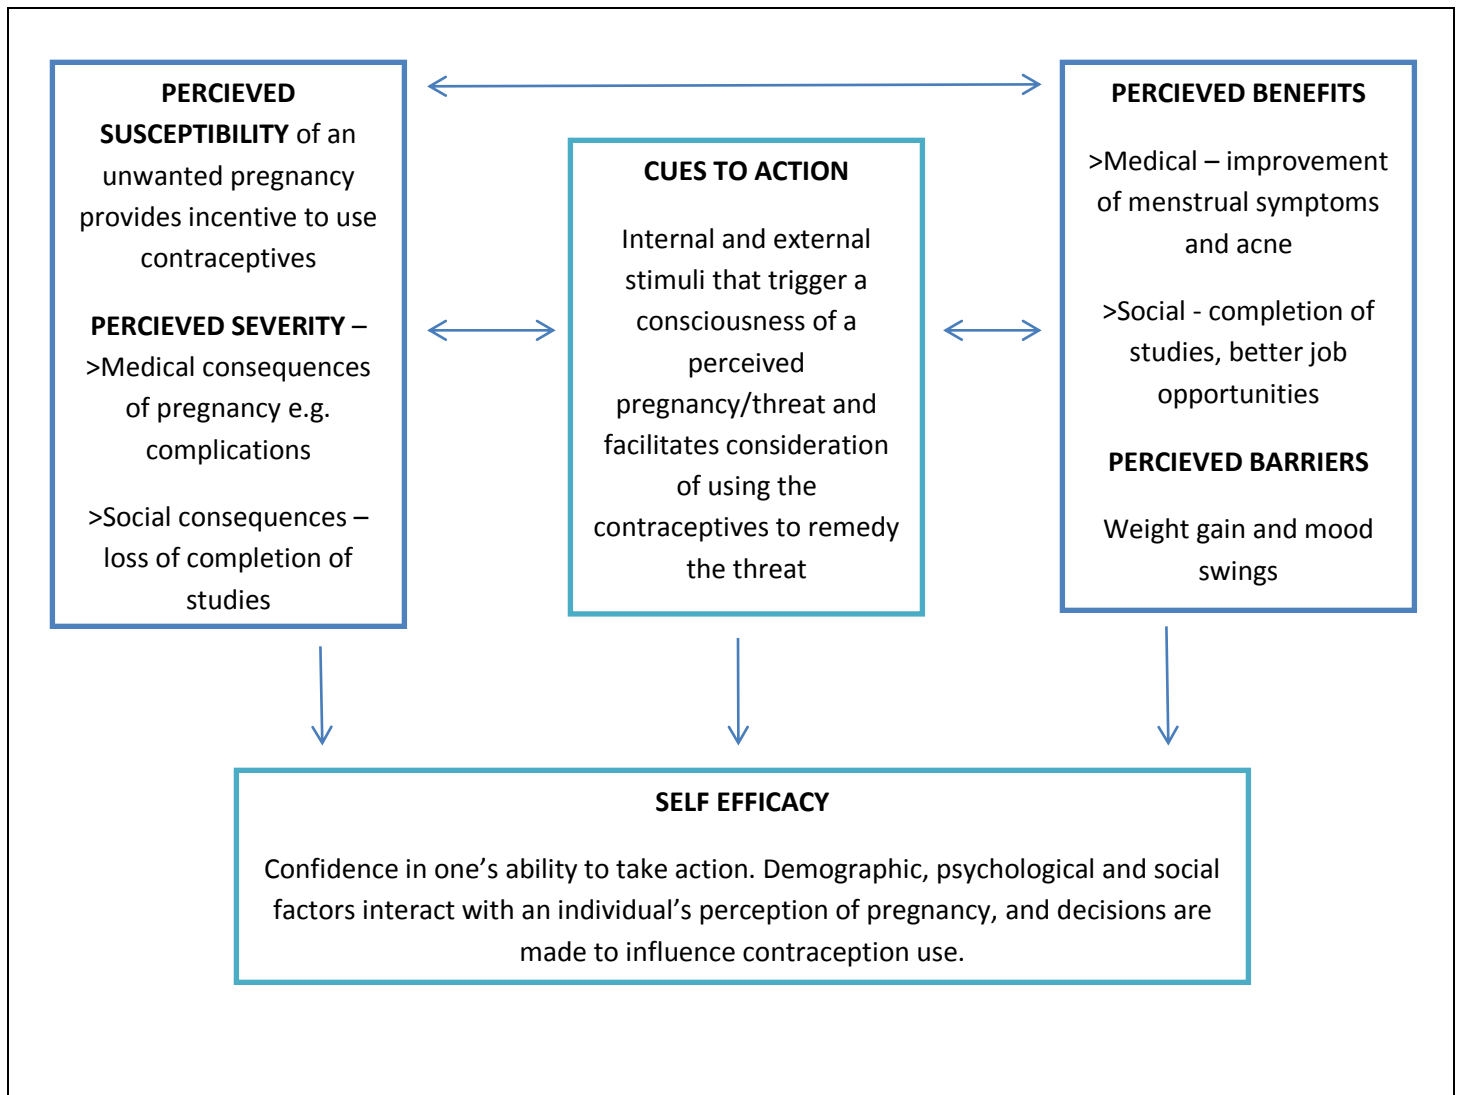 PERCIEVED
SUSCEPTIBILITY of an
unwanted pregnancy
provides incentive to use
contraceptives
PERCIEVED SEVERITY –
>Medical consequences
of pregnancy e.g.
complications
>Social consequences –
loss of completion of
studies
CUES TO ACTION
Internal and external
stimuli that trigger a
consciousness of a
perceived
pregnancy/threat and
facilitates consideration
of using the
contraceptives to remedy
the threat
PERCIEVED BENEFITS
>Medical – improvement
of menstrual symptoms
and acne
>Social - completion of
studies, better job
opportunities
PERCIEVED BARRIERS
Weight gain and mood
swings
SELF EFFICACY
Confidence in one’s ability to take action. Demographic, psychological and social
factors interact with an individual’s perception of pregnancy, and decisions are
made to influence contraception use.